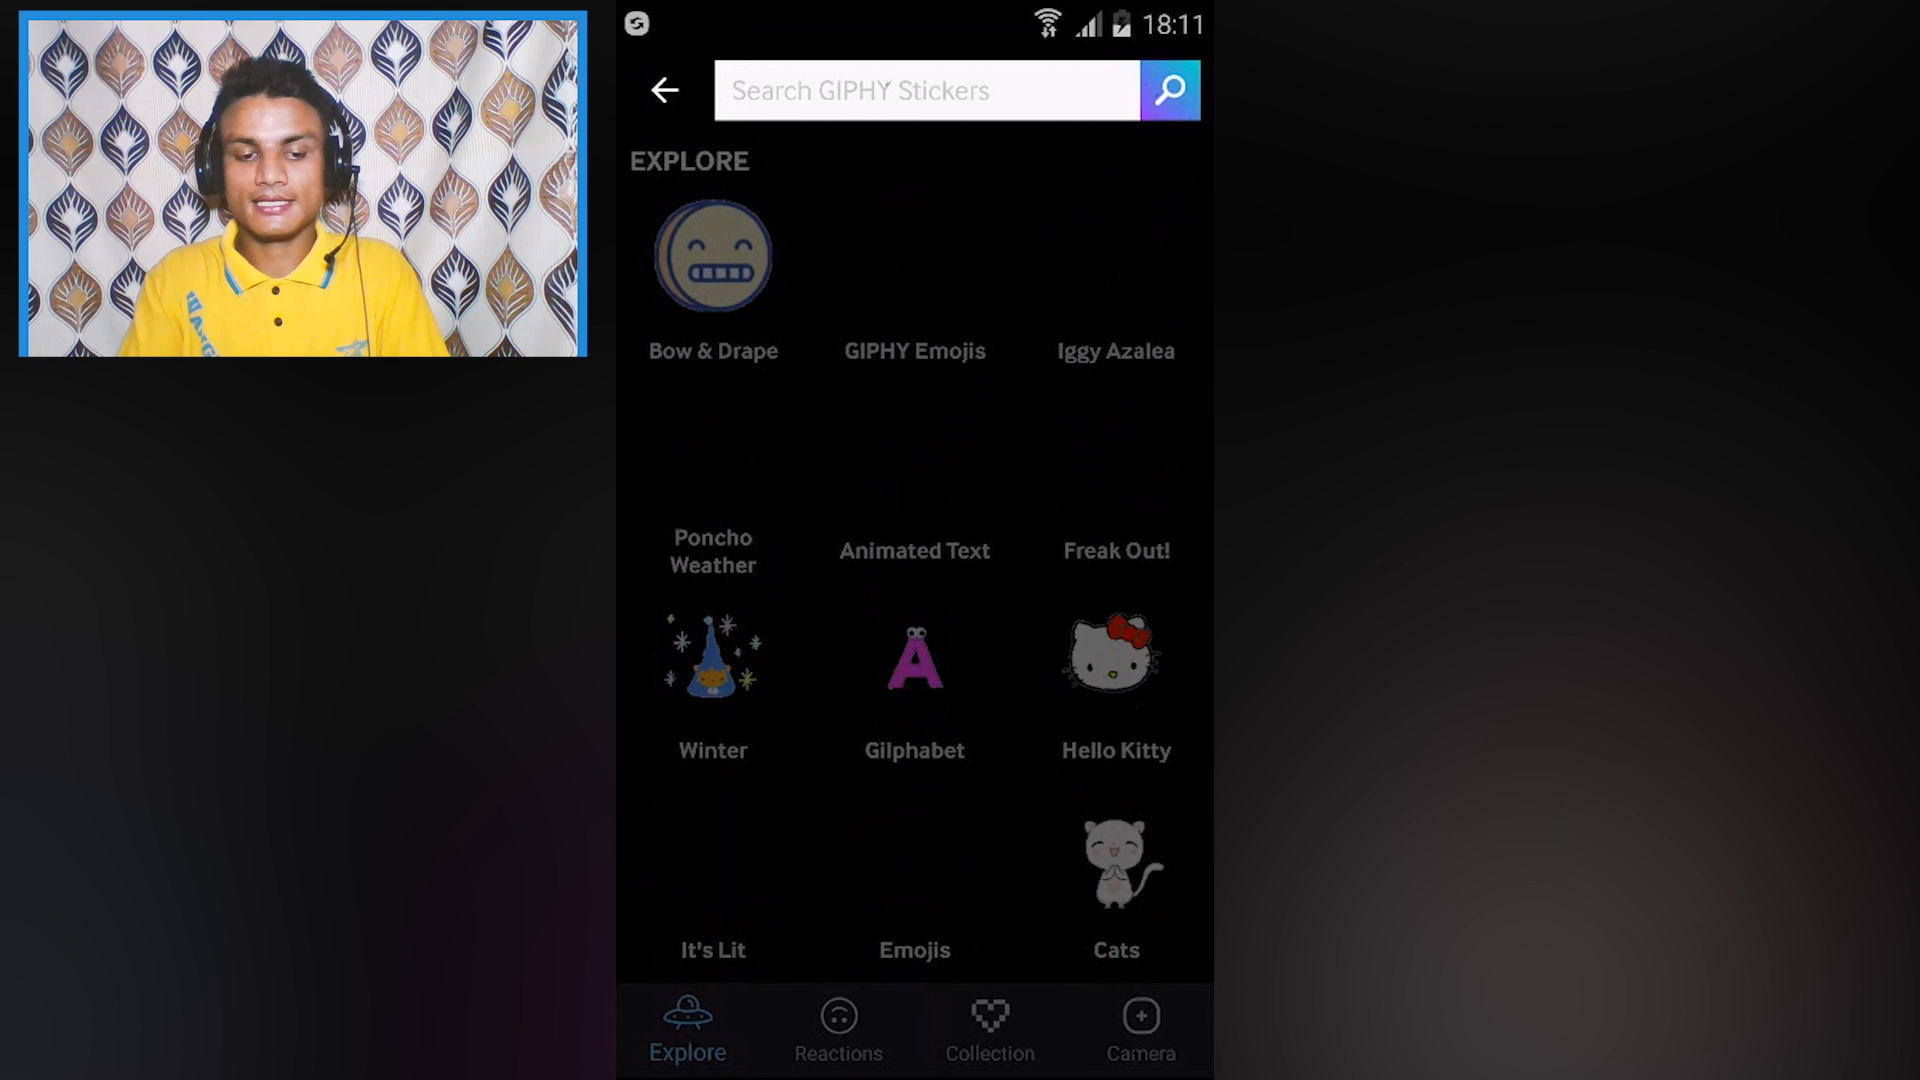 18:11
Search GIPHY Stickers
EXPLORE
Bow & Drape
GIPHY Emojis
Iggy Azalea
Poncho
Weather
Animated Text
Freak Out!
A
Winter
Gilphabet
Hello Kitty
It's Lit
Emojis
Cats
Explore
Reactions
Collection
Camera